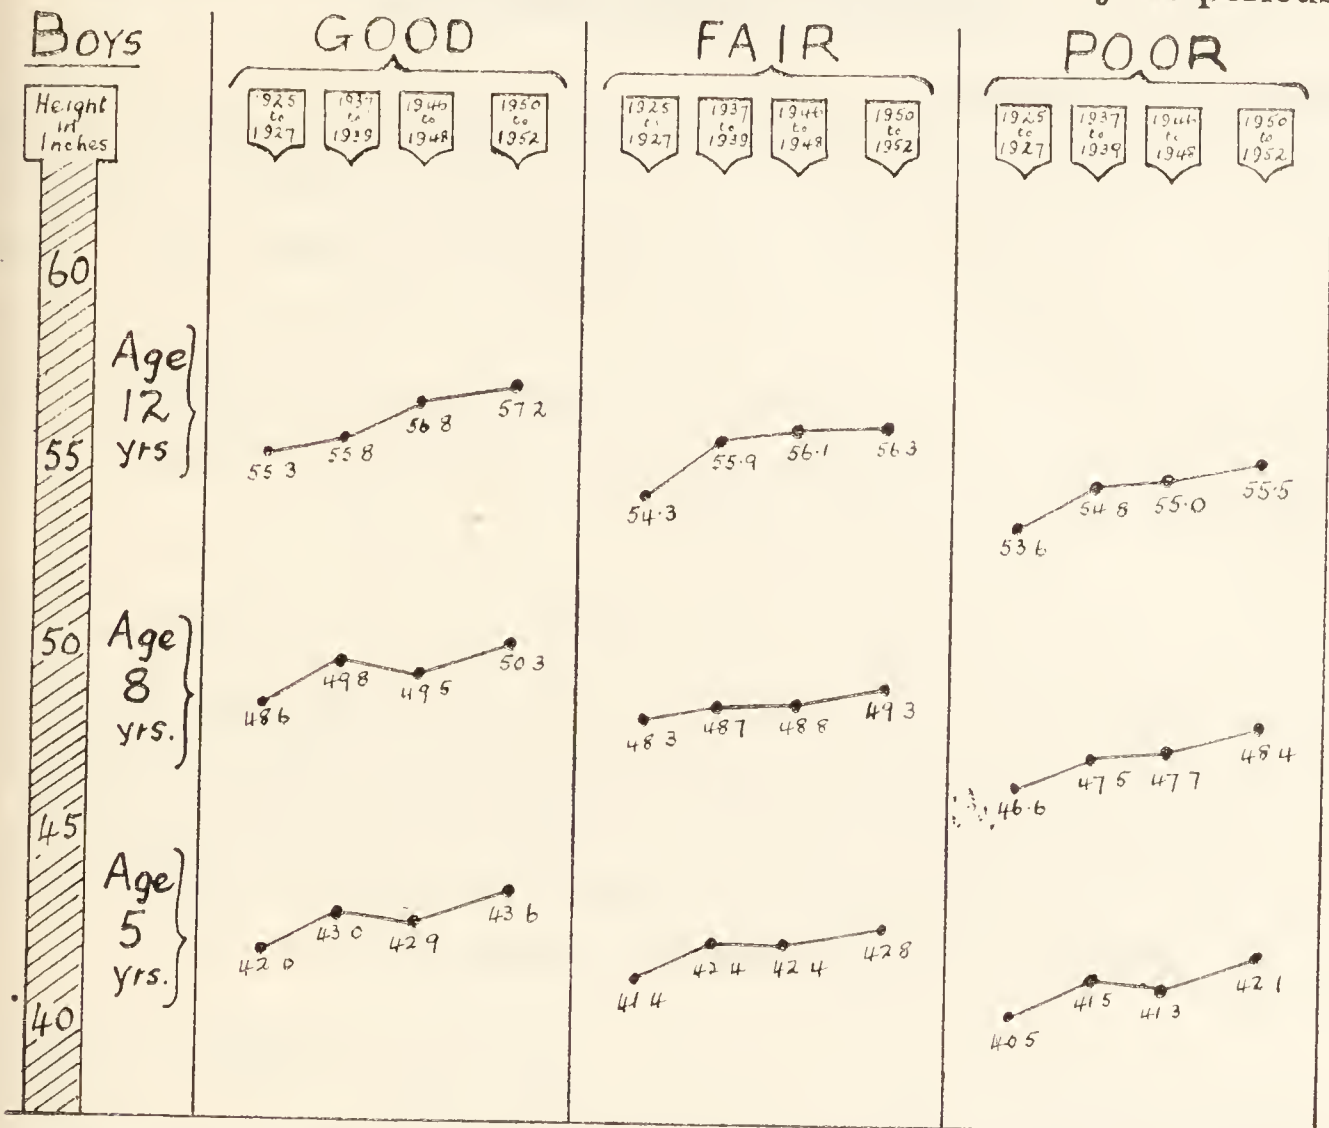 BOYS
GOOD
FAIR
POOR
Height
in
Inches
1925
to
1927
1937
to
1939
1946
to
1948
1950
to
1952
1925
to
1927
1937
to
1939
1946
to
1948
1950
to
1952
1925
to
1927
1937
to
1939
1946
to
1948
1950
to
1952
60
55
50
45
40
Age
12
yrs
55 3
55 8
56 8
57 2
54.3
55.9
56.1
56 3
53 6
54 8
55.0
55.5
Age
8
yrs.
48 6
49 8
49 5
50 3
48 3
48 7
48 8
49 3
46.6
47 5
47 7
48 4
Age
5
yrs.
42 0
43 0
42 9
43 6
41 4
42 4
42 4
42 8
40 5
41 5
41 3
42 1